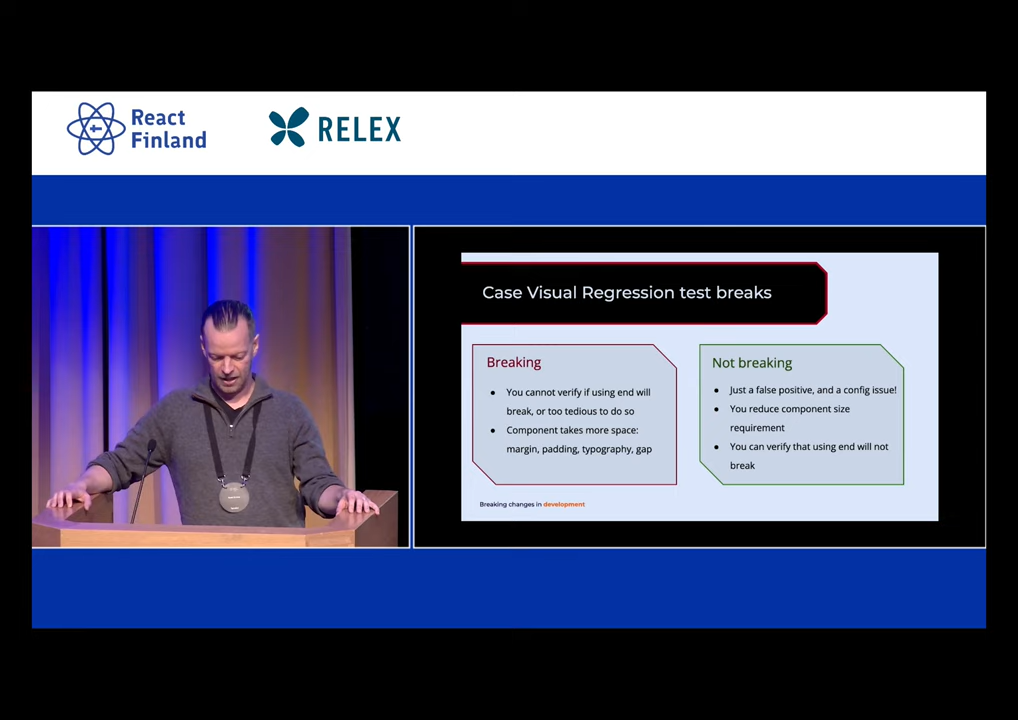 React
Finland
RELEX
Case Visual Regression test breaks
Breaking
You cannot verify if using end will
break, or too tedious to do so
Component takes more space:
margin, padding, typography, gap
Not breaking
Just a false positive, and a config issue!
You reduce component size
requirement
You can verify that using end will not
break
Breaking changes in development